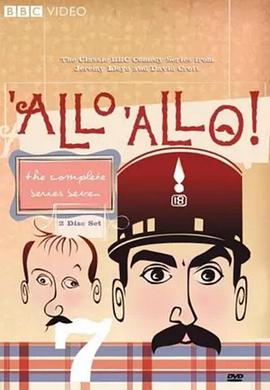 BBC VIDEO
The Classic BBC Comedy Series from
Jeremy Lloyd and David Croft
'ALLO 'ALLO!
the complete
series seven
2 Disc Set
18
7
DVD